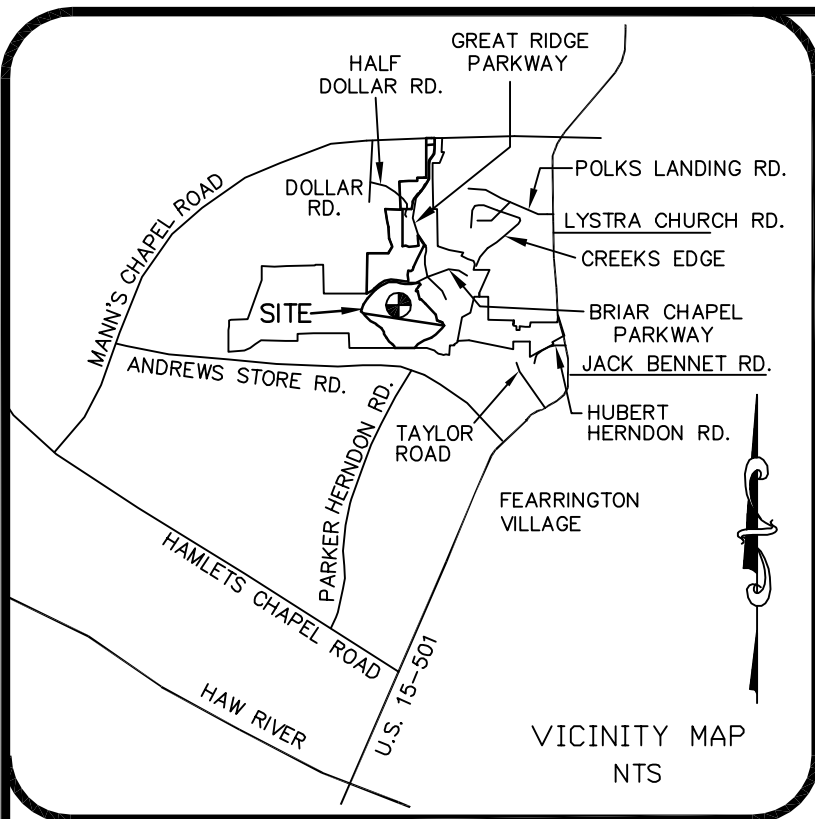 GREAT RIDGE
PARKWAY
HALF
DOLLAR RD.
POLKS LANDING RD.
DOLLAR
RD.
LYSTRA CHURCH RD.
CREEKS EDGE
MANN'S CHAPEL ROAD
SITE
BRIAR CHAPEL
PARKWAY
JACK BENNET RD.
ANDREWS STORE RD.
HUBERT
HERNDON RD.
TAYLOR
ROAD
PARKER HERNDON RD.
FEARRINGTON
VILLAGE
HAMLETS CHAPEL ROAD
U.S. 15-501
HAW RIVER
VICINITY MAP
NTS